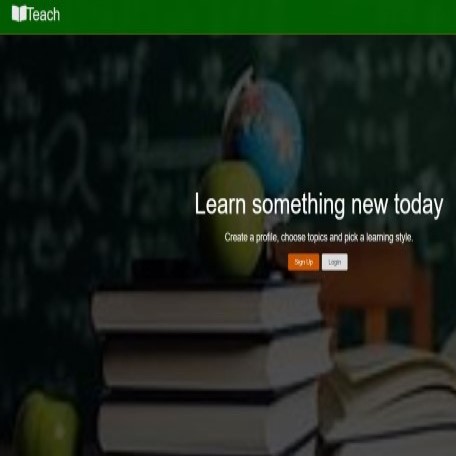 Teach
Learn something new today
Create a profile, choose topics and pick a learning style.
Sign Up
Login